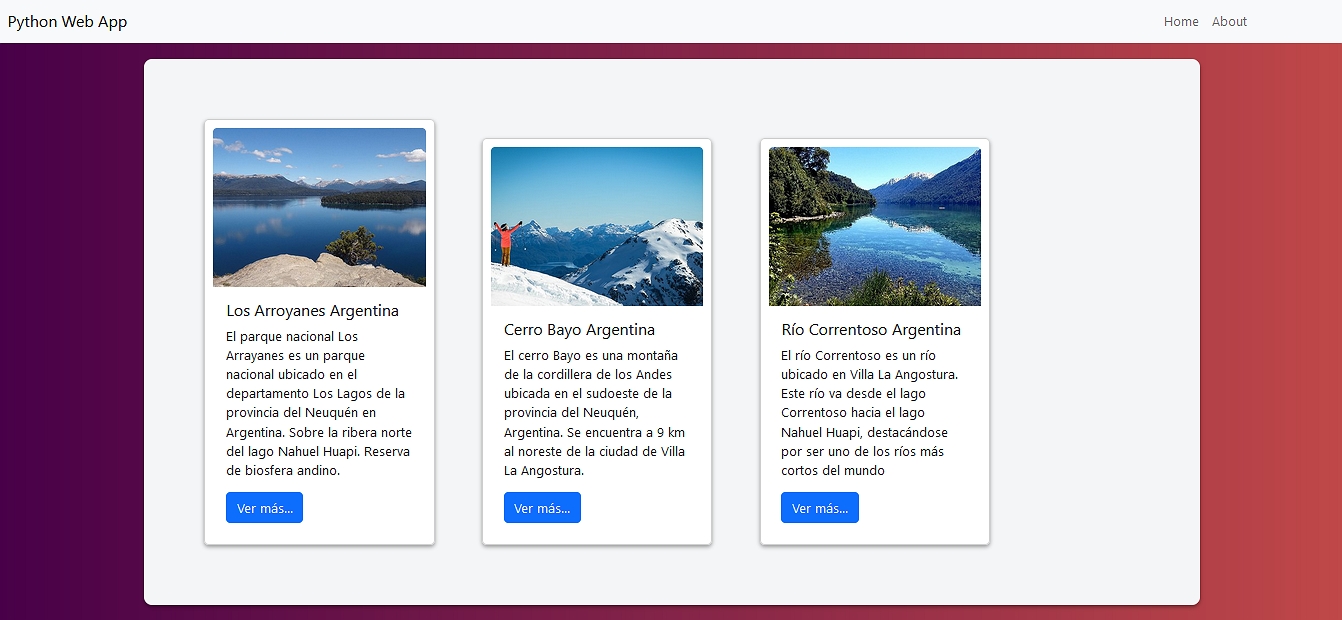 Python Web App
Home About
Los Arroyanes Argentina
El parque nacional Los
Arrayanes es un parque
nacional ubicado en el
departamento Los Lagos de la
provincia del Neuquén en
Argentina. Sobre la ribera norte
del lago Nahuel Huapi. Reserva
de biosfera andino.
Ver más...
Cerro Bayo Argentina
El cerro Bayo es una montaña
de la cordillera de los Andes
ubicada en el sudoeste de la
provincia del Neuquén,
Argentina. Se encuentra a 9 km
al noreste de la ciudad de Villa
La Angostura.
Ver más...
Río Correntoso Argentina
El río Correntoso es un río
ubicado en Villa La Angostura.
Este río va desde el lago
Correntoso hacia el lago
Nahuel Huapi, destacándose
por ser uno de los ríos más
cortos del mundo
Ver más...